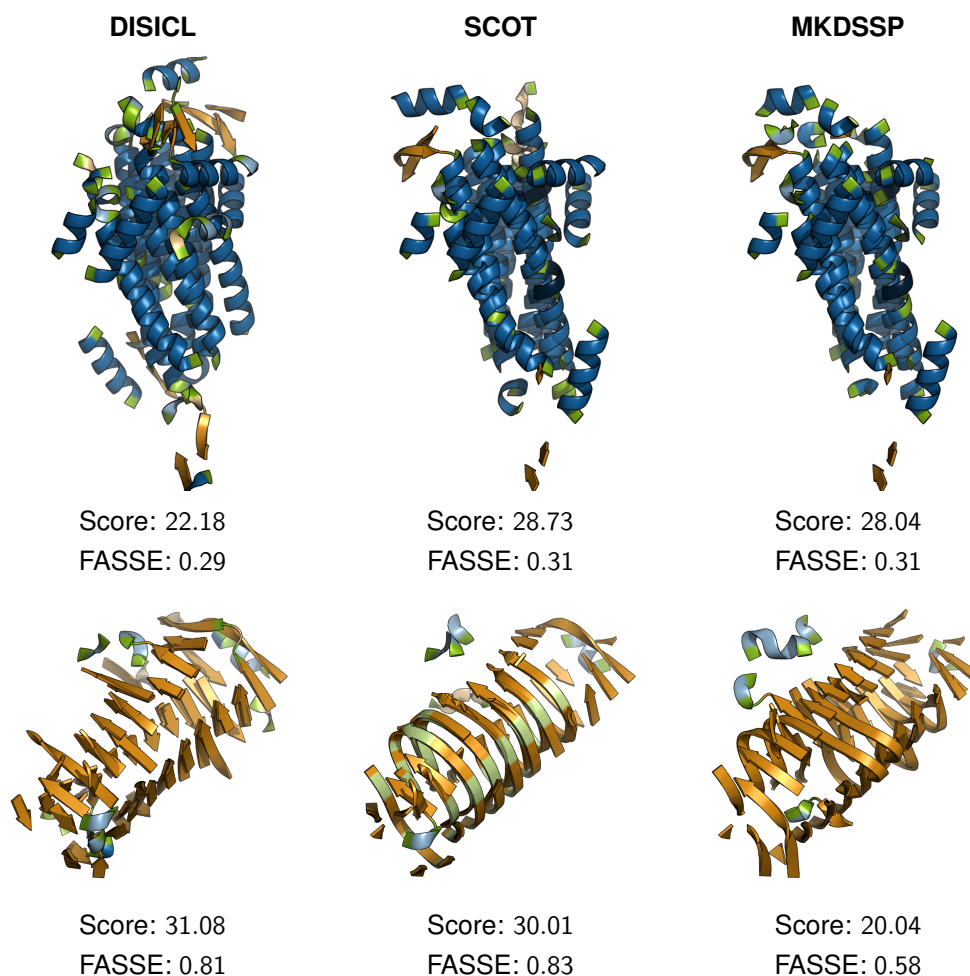 DISICL SCOT MKDSSP
Score: 22.18 Score: 28.73 Score: 28.04
FASSE: 0.29 FASSE: 0.31 FASSE: 0.31
Score: 31.08 Score: 30.01 Score: 20.04
FASSE: 0.81 FASSE: 0.83 FASSE: 0.58